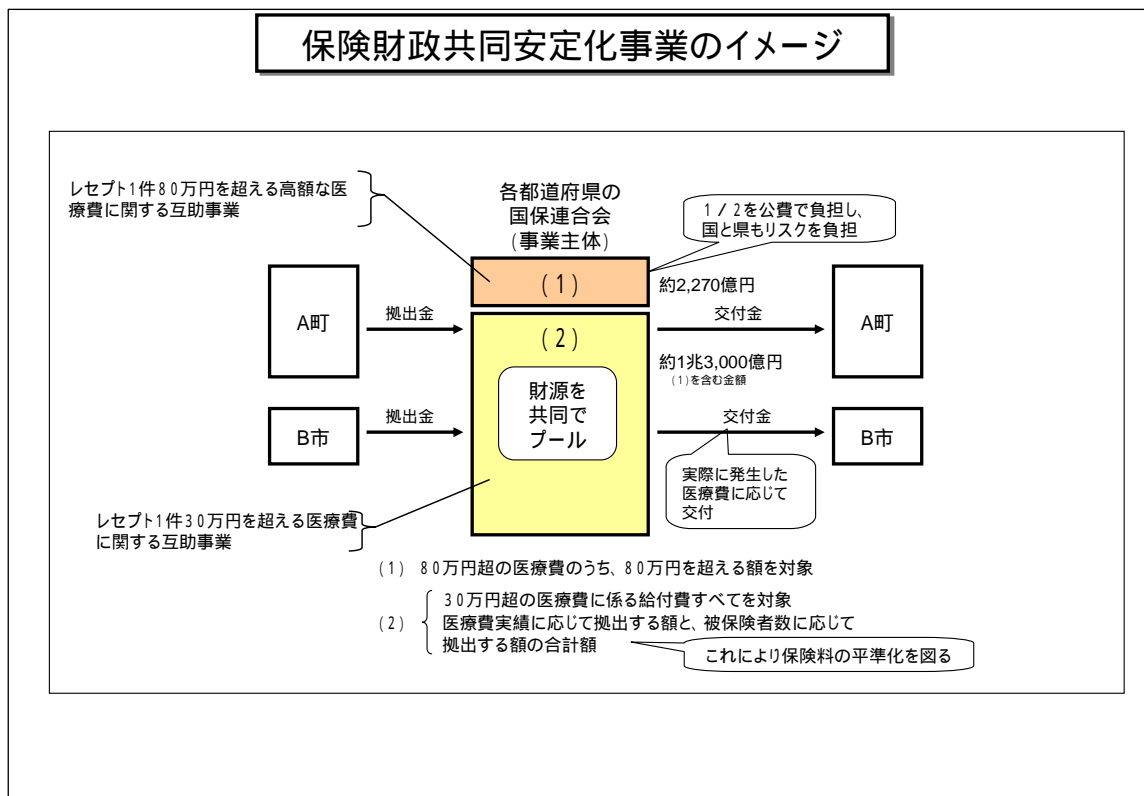 保険財政共同安定化事業のイメージ
レセプト1件80万円を超える高額な医
療費に関する互助事業
各都道府県の
国保連合会
(事業主体)
1/2を公費で負担し、
国と県もリスクを負担
(1)
約2,270億円
A町
拠出金
(2)
交付金
A町
約1兆3,000億円
(1)を含む金額
財源を
共同で
プール
B市
拠出金
交付金
B市
実際に発生した
医療費に応じて
交付
レセプト1件30万円を超える医療費
に関する互助事業
(1) 80万円超の医療費のうち、80万円を超える額を対象
(2)
30万円超の医療費に係る給付費すべてを対象
医療費実績に応じて拠出する額と、被保険者数に応じて
拠出する額の合計額
これにより保険料の平準化を図る